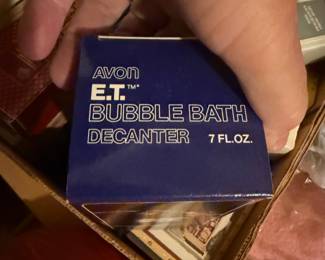 AVON
E.T.™*
BUBBLE BATH
DECANTER 7 FL.OZ.